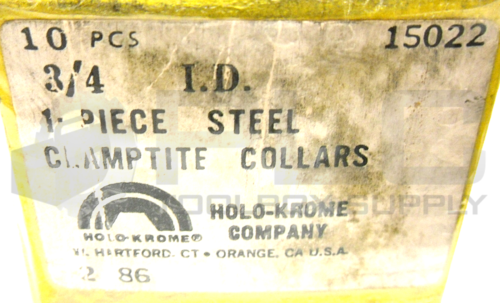 10 PCS 15022
3/4 I.D.
1-PIECE STEEL
CLAMPTITE COLLARS
HOLO-KROME
COMPANY
HOLO-KROME®
W. HARTFORD, CT • ORANGE, CA U.S.A.
2 86